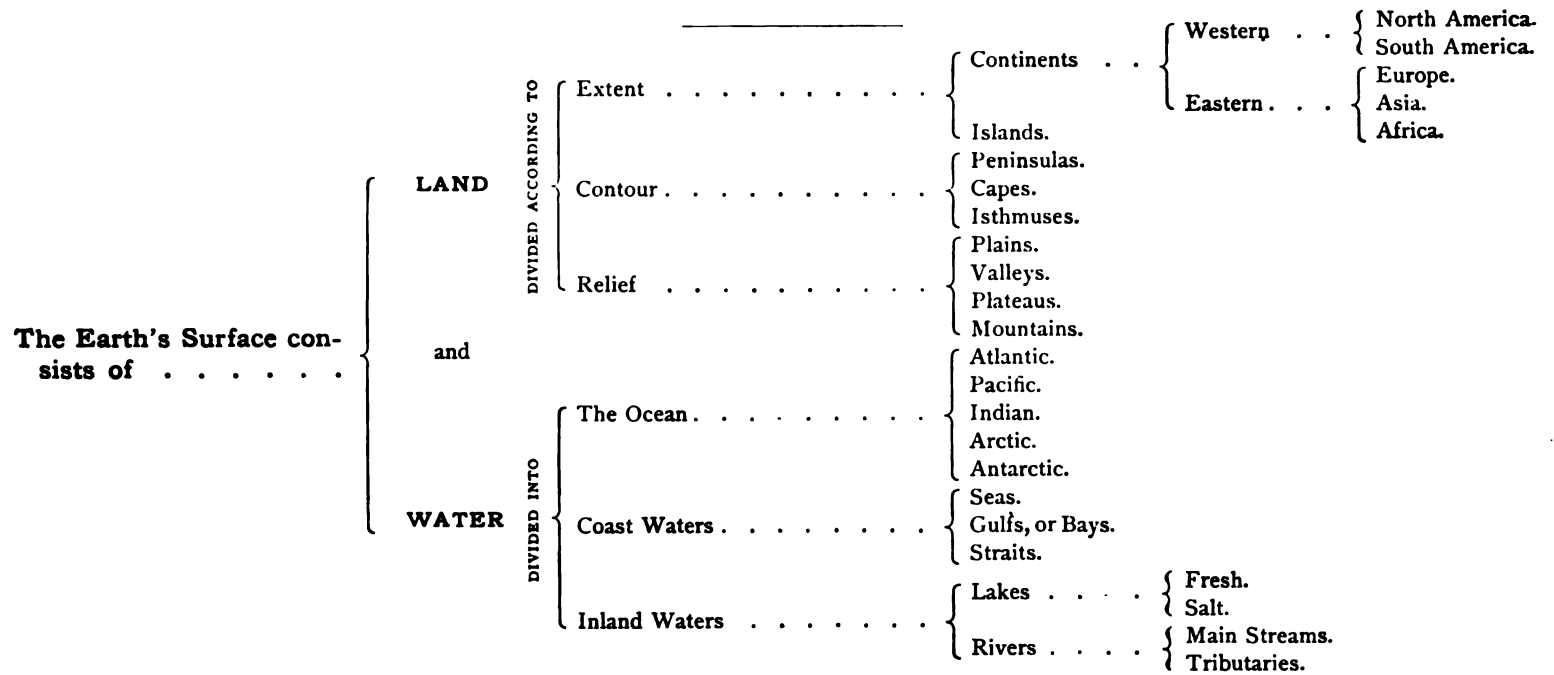 The Earth's Surface con-
sists of . . . . . .
LAND
and
WATER
DIVIDED ACCORDING TO
Extent . . . . . . . . . .
Continents . .
Western . .
North America.
South America.
Eastern . . .
Europe.
Asia.
Africa.
Islands.
Contour . . . . . . . . . .
Peninsulas.
Capes.
Isthmuses.
Relief . . . . . . . . . .
Plains.
Valleys.
Plateaus.
Mountains.
DIVIDED INTO
The Ocean . . . . . . . . .
Atlantic.
Pacific.
Indian.
Arctic.
Antarctic.
Coast Waters . . . . . . . .
Seas.
Gulfs, or Bays.
Straits.
Inland Waters . . . . . . .
Lakes . . . .
Fresh.
Salt.
Rivers . . . .
Main Streams.
Tributaries.